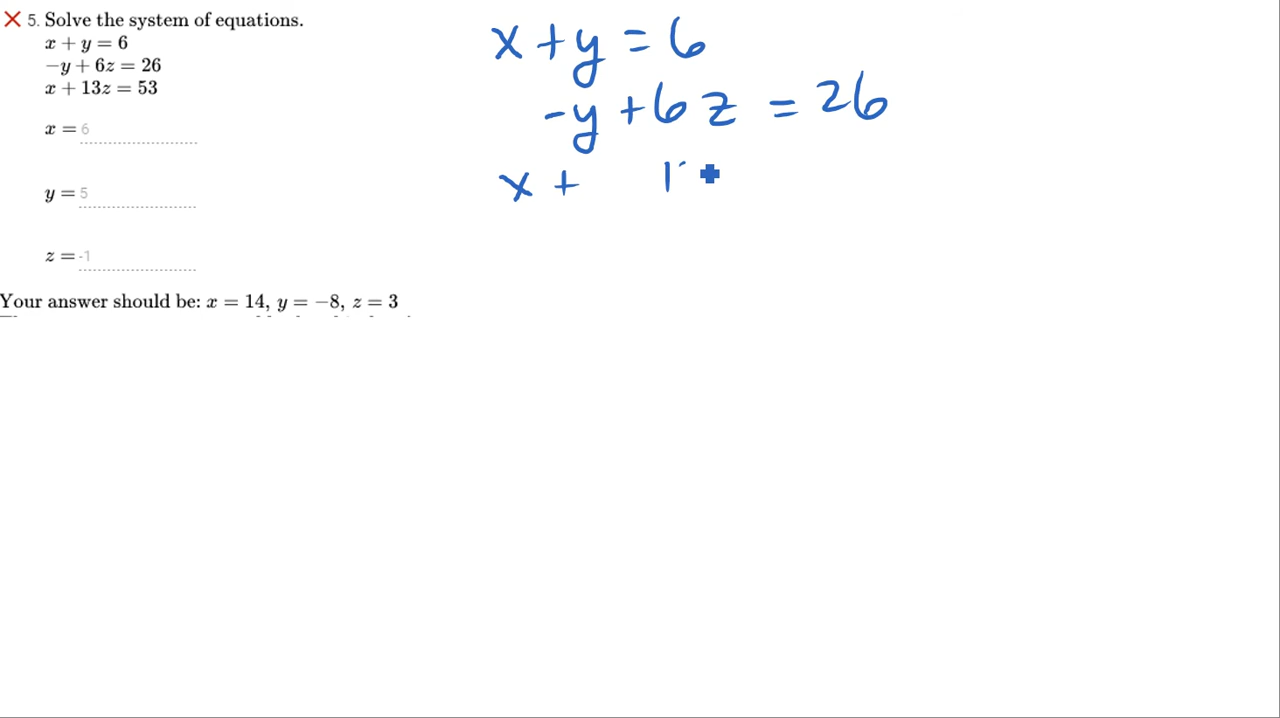 ✗ 5. Solve the system of equations.
x + y = 6
−y + 6z = 26
x + 13z = 53
x = 6
y = 5
z = -1
Your answer should be: x = 14, y = −8, z = 3
x + y = 6
-y + 6z = 26
x + 1